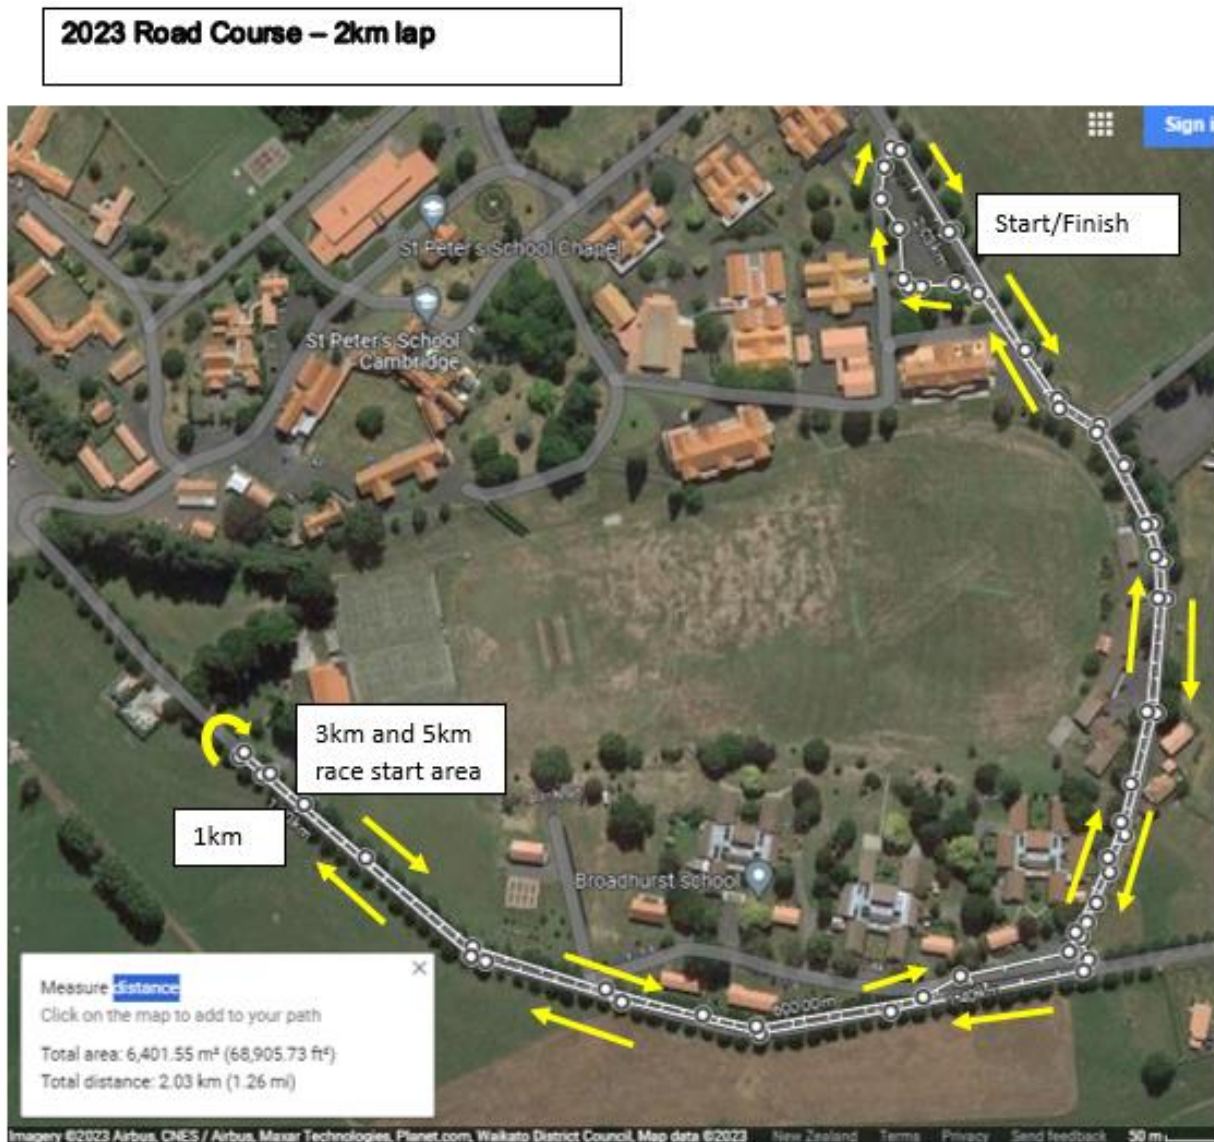 2023 Road Course – 2km lap
Sign i
Start/Finish
St Peter's School Chapel
St Peter's School
Cambridge
3km and 5km
race start area
1km
Broadhurst school
900.00m
Measure distance
Click on the map to add to your path
Total area: 6,401.55 m² (68,905.73 ft²)
Total distance: 2.03 km (1.26 mi)
Imagery ©2023 Airbus, CNES / Airbus, Maxar Technologies, Planet.com, Waikato District Council, Map data ©2023 New Zealand Terms Privacy Send feedback 50 m